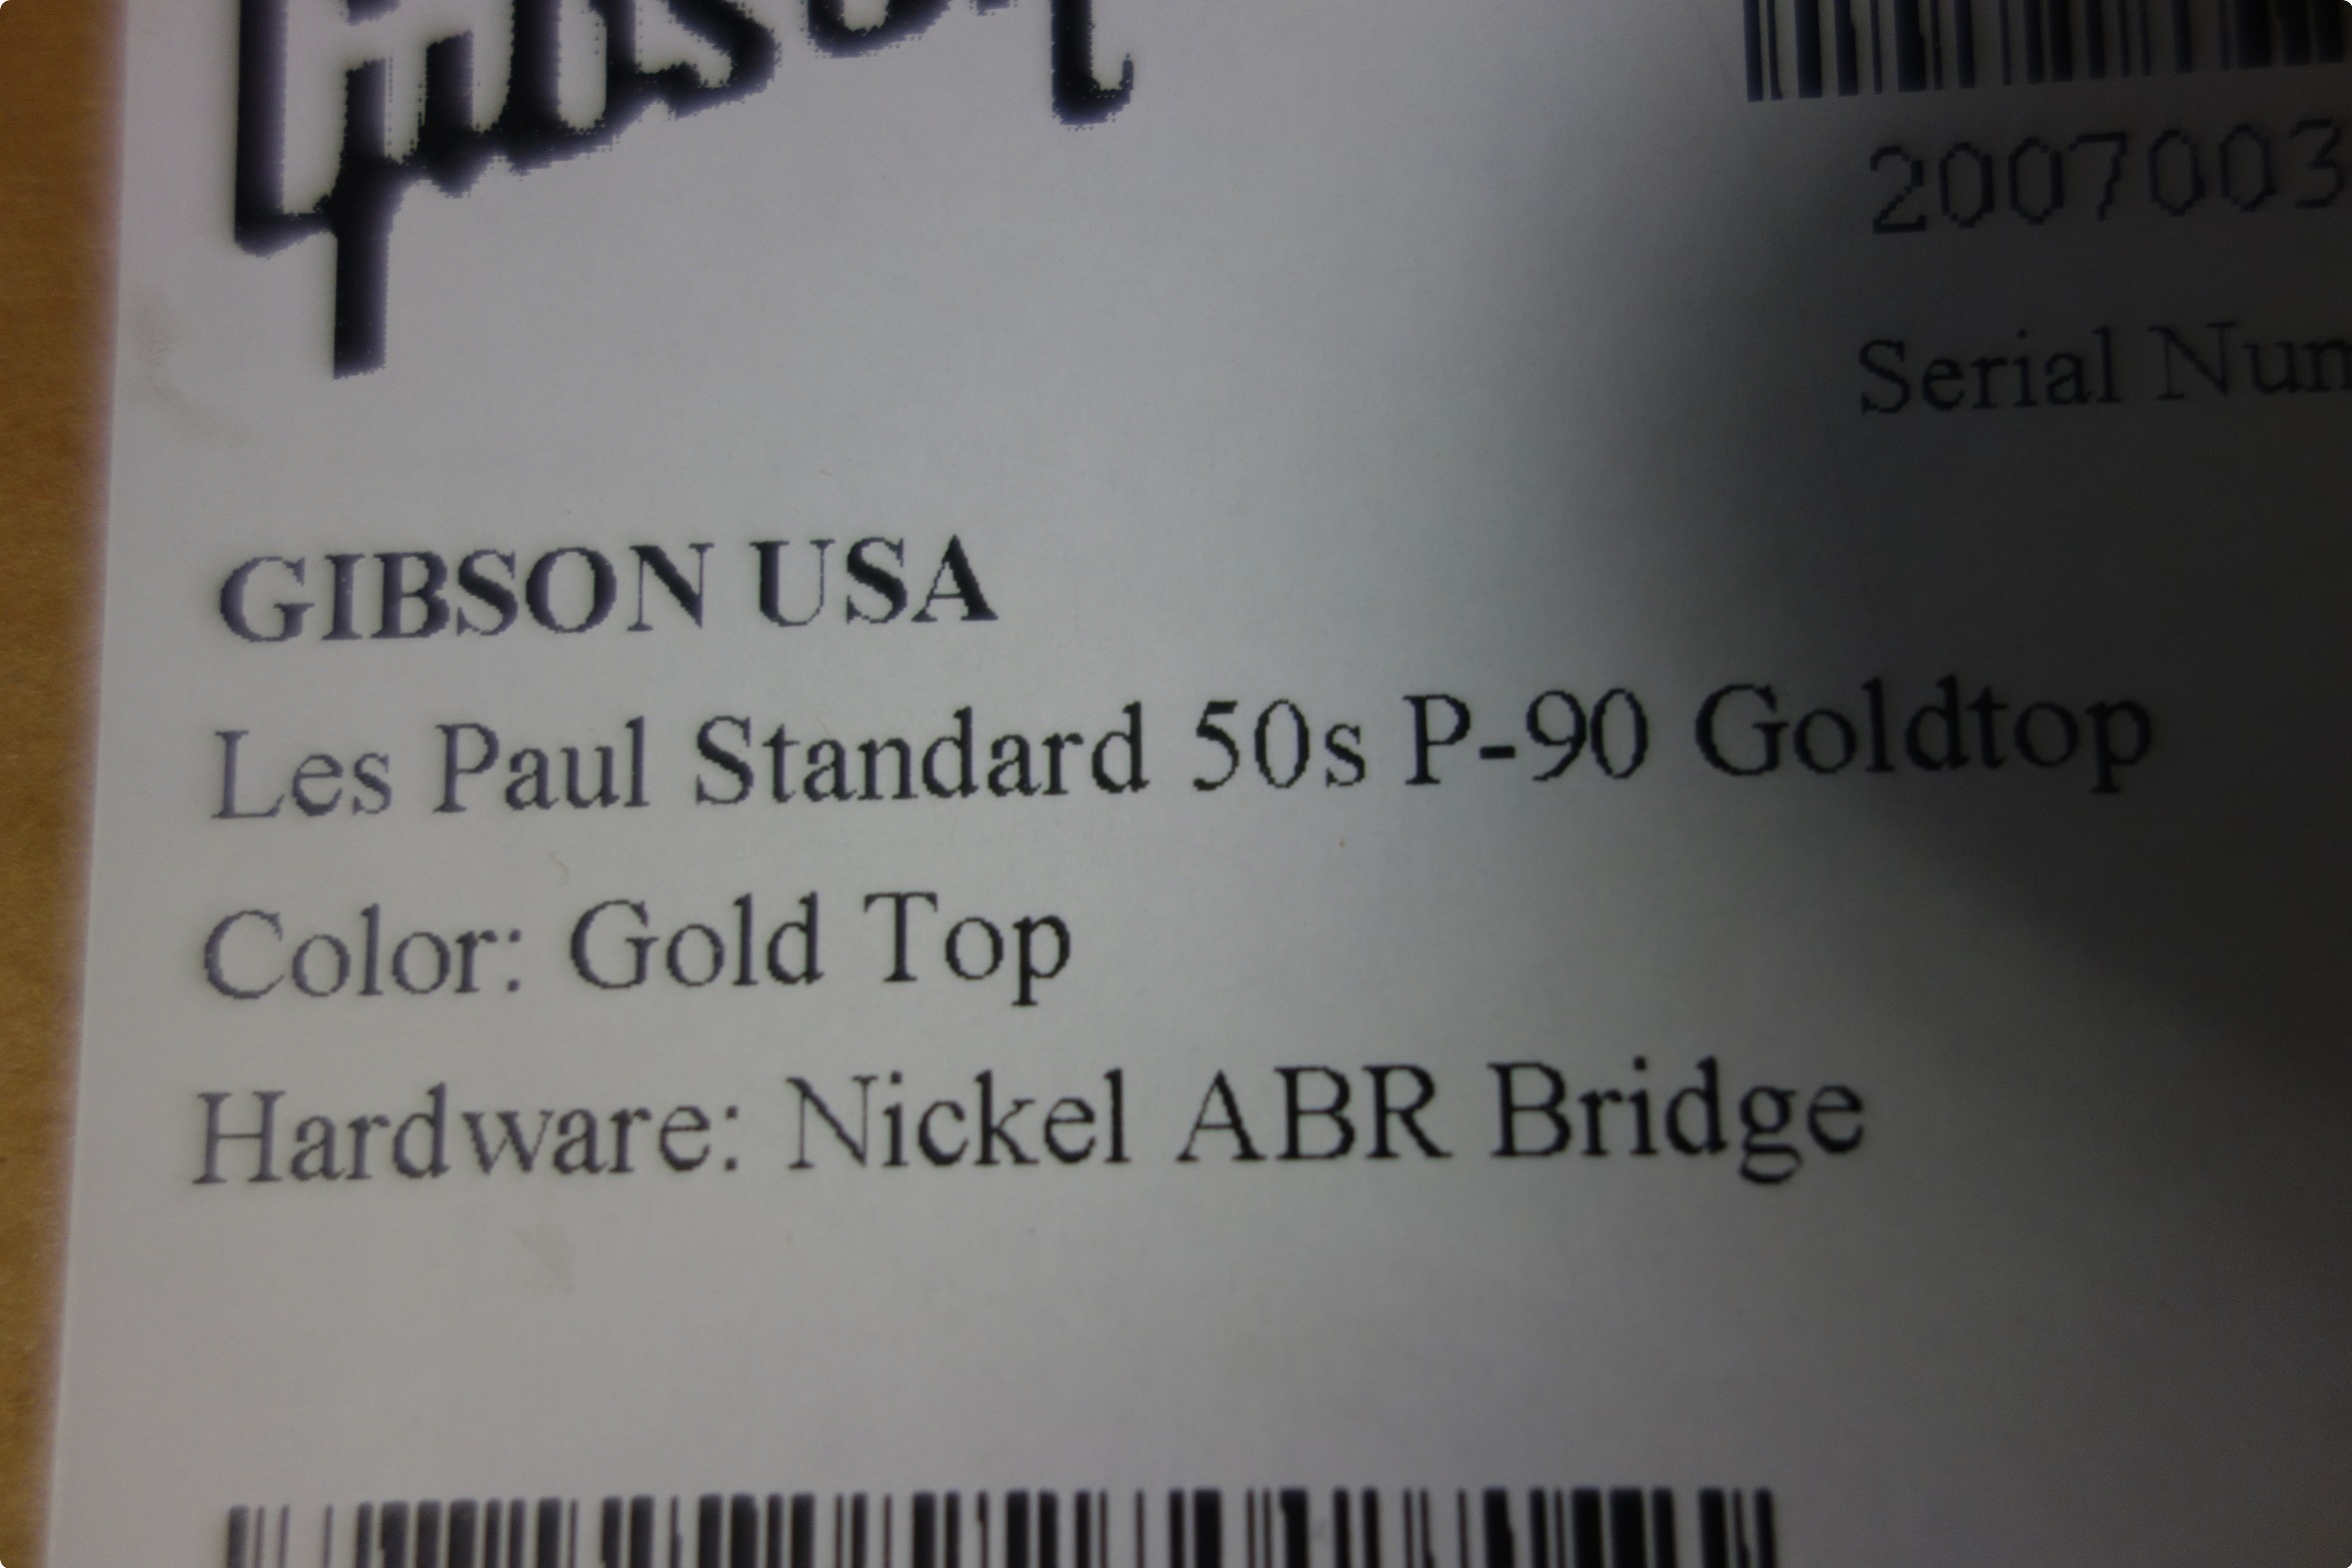 Gibson
2007003
Serial Num
GIBSON USA
Les Paul Standard 50s P-90 Goldtop
Color: Gold Top
Hardware: Nickel ABR Bridge